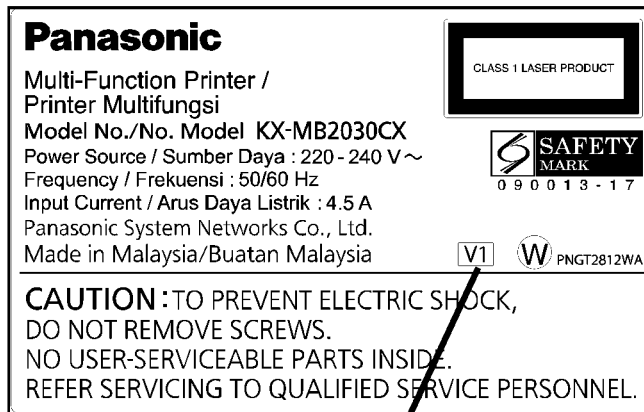 Panasonic
CLASS 1 LASER PRODUCT
Multi-Function Printer /
Printer Multifungsi
Model No./No. Model KX-MB2030CX
Power Source / Sumber Daya : 220 - 240 V ~
Frequency / Frekuensi : 50/60 Hz
Input Current / Arus Daya Listrik : 4.5 A
Panasonic System Networks Co., Ltd.
Made in Malaysia/Buatan Malaysia
S SAFETY
MARK
090013-17
V1 W PNGT2812WA
CAUTION : TO PREVENT ELECTRIC SHOCK,
DO NOT REMOVE SCREWS.
NO USER-SERVICEABLE PARTS INSIDE.
REFER SERVICING TO QUALIFIED SERVICE PERSONNEL.